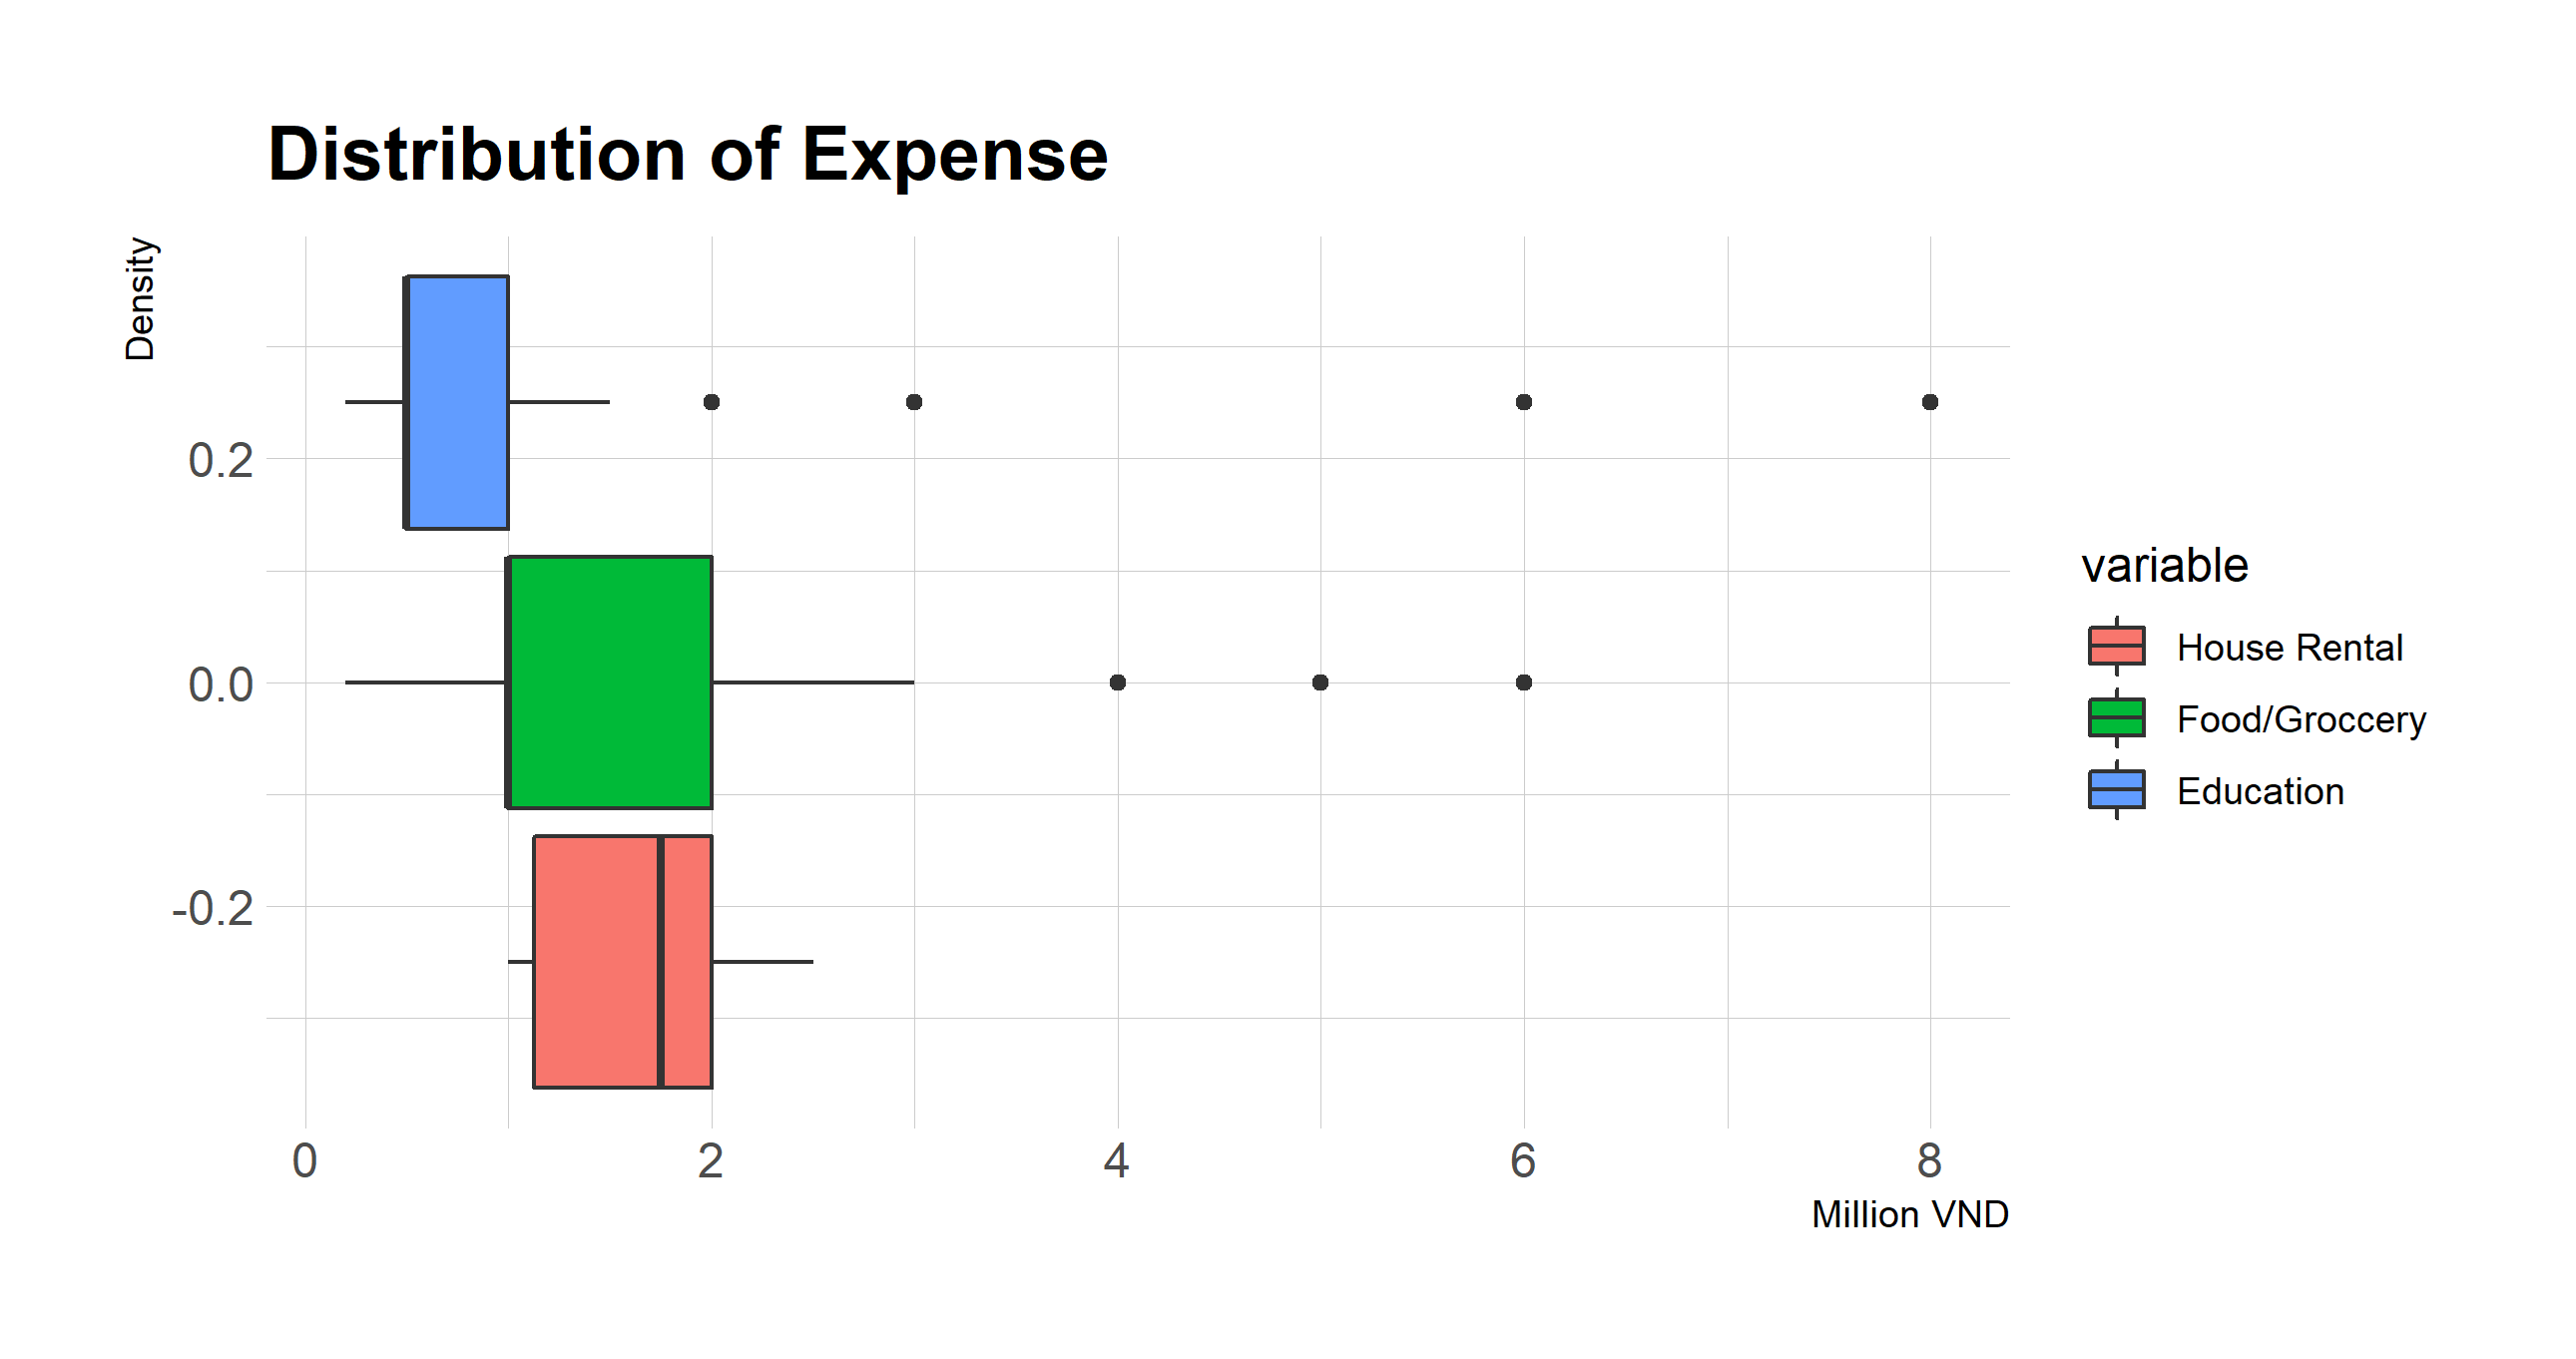 Distribution of Expense
Density
0.2
0.0
-0.2
0
2
4
6
8
Million VND
variable
House Rental
Food/Groccery
Education